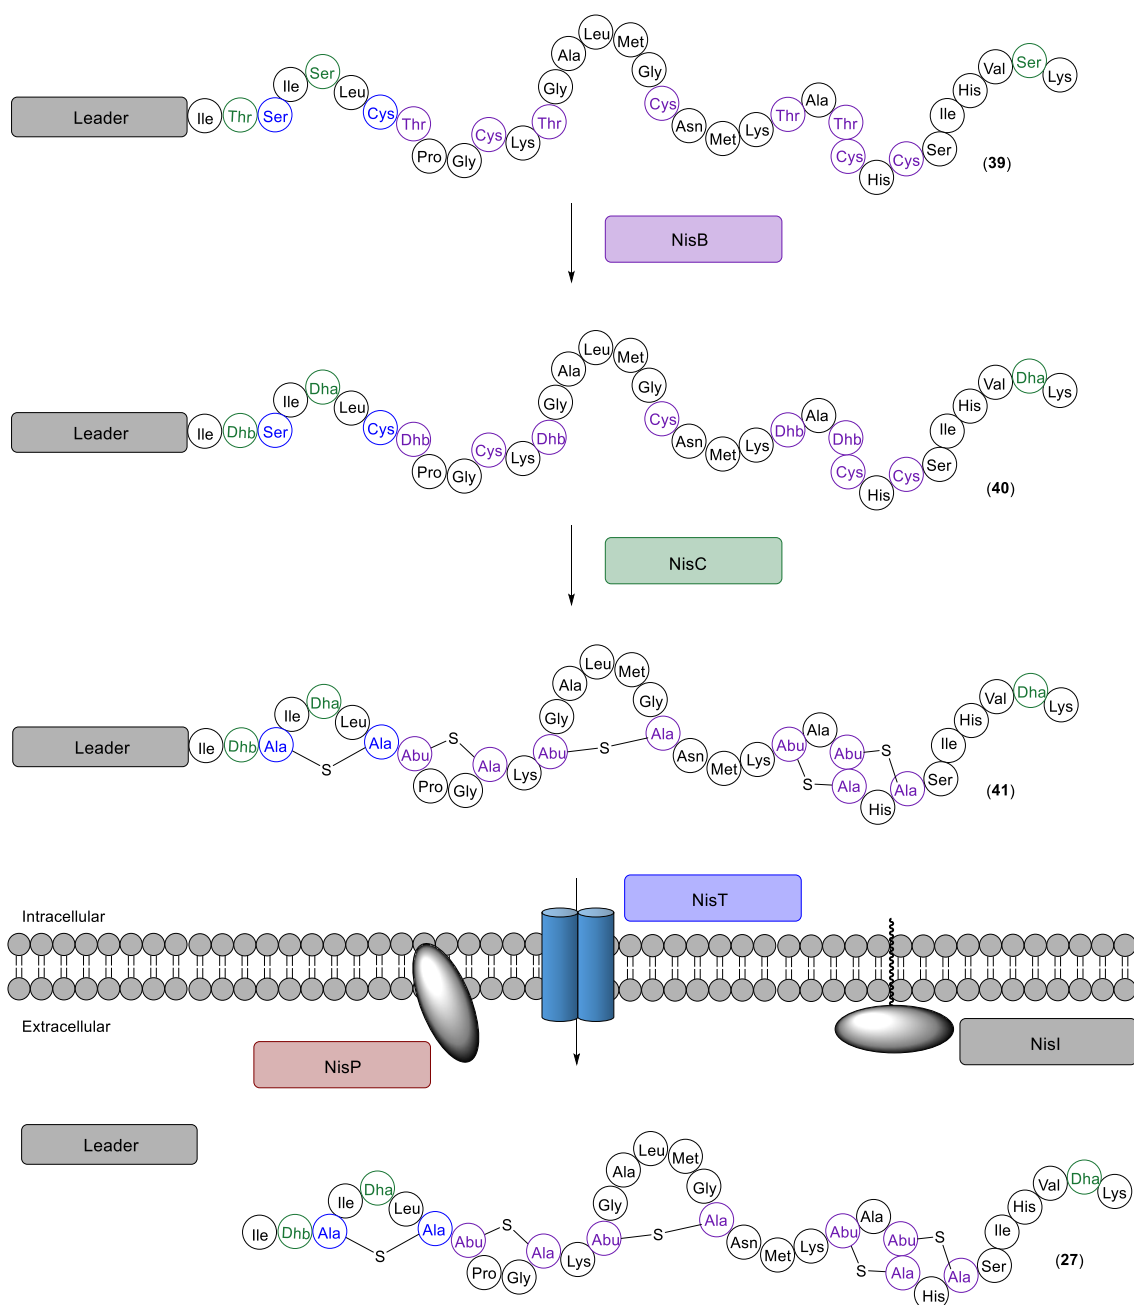 Leader Ile Thr Ser Ile Ser Leu Cys Thr Pro Gly Cys Lys Thr Gly Ala Leu Met Gly Cys Asn Met Lys Thr Ala Thr Cys His Cys Ser Ile His Val Ser Lys
(39)
NisB
Leader Ile Dhb Ser Ile Dha Leu Cys Dhb Pro Gly Cys Lys Dhb Gly Ala Leu Met Gly Cys Asn Met Lys Dhb Ala Dhb Cys His Cys Ser Ile His Val Dha Lys
(40)
NisC
Leader Ile Dhb Ala Ile Dha Leu Ala S Abu Pro Gly S Ala Lys Abu Gly Ala Leu Met Gly S Ala Asn Met Lys Abu Ala Abu S Ala His S Ala Ser Ile His Val Dha Lys
(41)
NisT
Intracellular
Extracellular
NisI
NisP
Leader
Ile Dhb Ala Ile Dha Leu Ala S Abu Pro Gly S Ala Lys Abu Gly Ala Leu Met Gly S Ala Asn Met Lys Abu Ala Abu S Ala His S Ala Ser Ile His Val Dha Lys
(27)